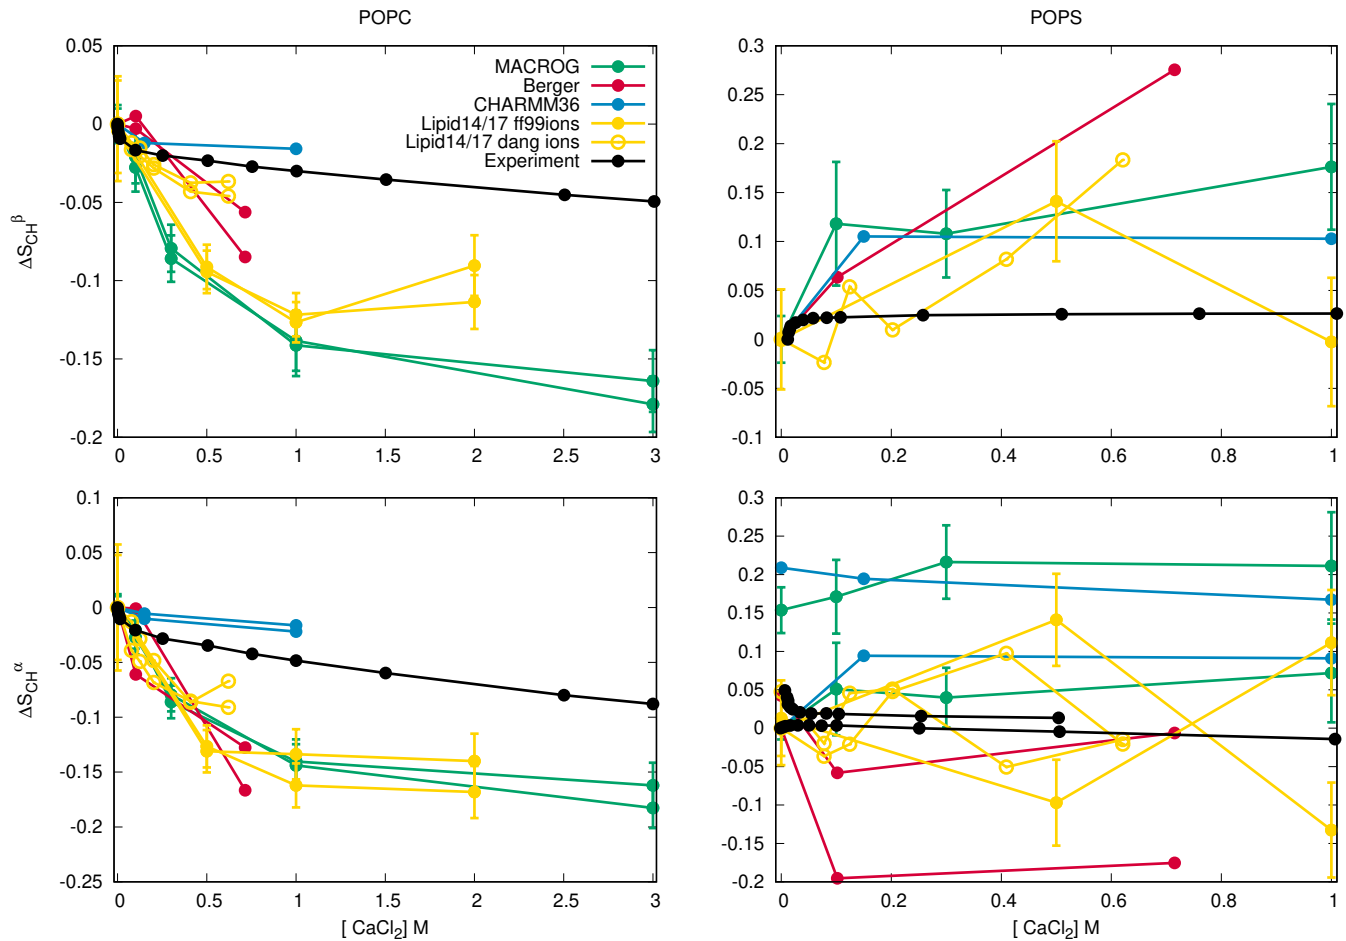 POPC
POPS
0.05
0
-0.05
-0.1
-0.15
-0.2
ΔS_CH^β
MACROG
Berger
CHARMM36
Lipid14/17 ff99ions
Lipid14/17 dang ions
Experiment
0 0.5 1 1.5 2 2.5 3
0.3
0.25
0.2
0.15
0.1
0.05
0
-0.05
-0.1
0 0.2 0.4 0.6 0.8 1
0.1
0.05
0
-0.05
-0.1
-0.15
-0.2
-0.25
ΔS_CH^α
0 0.5 1 1.5 2 2.5 3
[ CaCl₂] M
0.3
0.25
0.2
0.15
0.1
0.05
0
-0.05
-0.1
-0.15
-0.2
0 0.2 0.4 0.6 0.8 1
[ CaCl₂] M